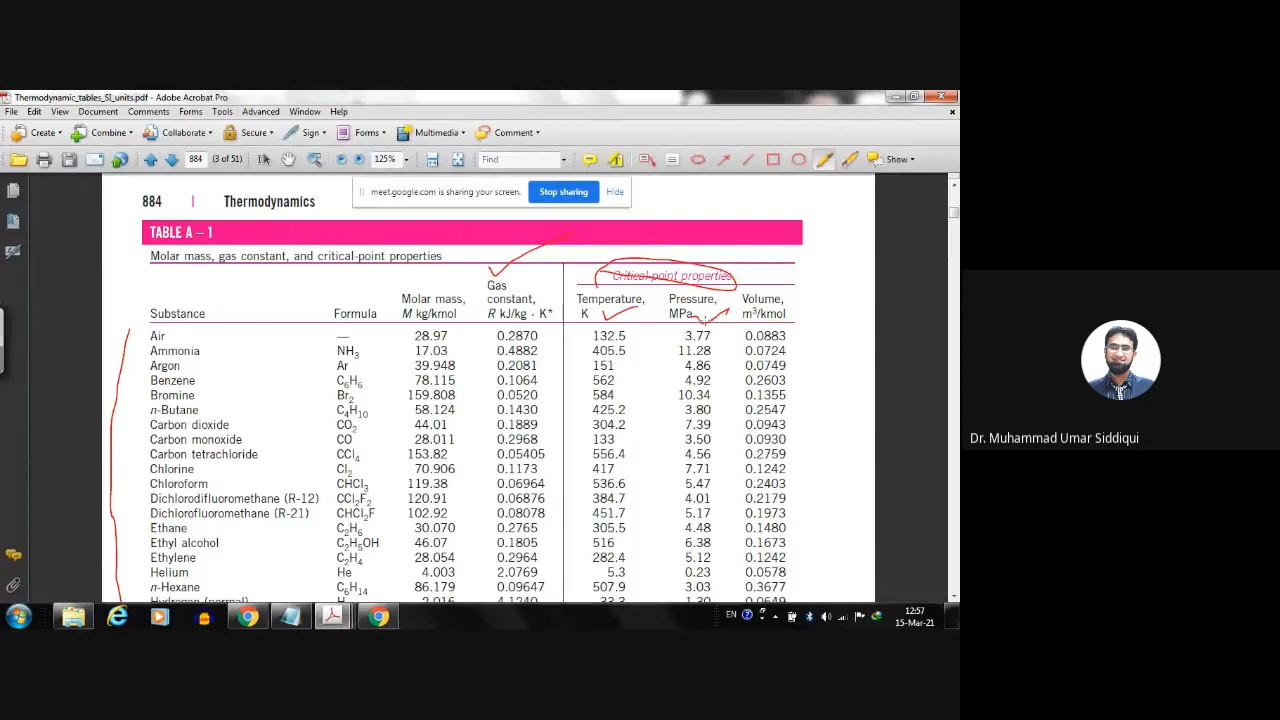 Thermodynamic_tables_SI_units.pdf - Adobe Acrobat Pro
File Edit View Document Comments Forms Tools Advanced Window Help
Create Combine Collaborate Secure Sign Forms Multimedia Comment
884 (3 of 51) 125% Find Show
meet.google.com is sharing your screen. Stop sharing Hide
884 | Thermodynamics
TABLE A – 1
Molar mass, gas constant, and critical-point properties
Critical-point properties
Gas
Molar mass, constant, Temperature, Pressure, Volume,
Substance Formula M kg/kmol R kJ/kg · K* K MPa m³/kmol
Air — 28.97 0.2870 132.5 3.77 0.0883
Ammonia NH₃ 17.03 0.4882 405.5 11.28 0.0724
Argon Ar 39.948 0.2081 151 4.86 0.0749
Benzene C₆H₆ 78.115 0.1064 562 4.92 0.2603
Bromine Br₂ 159.808 0.0520 584 10.34 0.1355
n-Butane C₄H₁₀ 58.124 0.1430 425.2 3.80 0.2547
Carbon dioxide CO₂ 44.01 0.1889 304.2 7.39 0.0943
Carbon monoxide CO 28.011 0.2968 133 3.50 0.0930
Carbon tetrachloride CCl₄ 153.82 0.05405 556.4 4.56 0.2759
Chlorine Cl₂ 70.906 0.1173 417 7.71 0.1242
Chloroform CHCl₃ 119.38 0.06964 536.6 5.47 0.2403
Dichlorodifluoromethane (R-12) CCl₂F₂ 120.91 0.06876 384.7 4.01 0.2179
Dichlorofluoromethane (R-21) CHCl₂F 102.92 0.08078 451.7 5.17 0.1973
Ethane C₂H₆ 30.070 0.2765 305.5 4.48 0.1480
Ethyl alcohol C₂H₅OH 46.07 0.1805 516 6.38 0.1673
Ethylene C₂H₄ 28.054 0.2964 282.4 5.12 0.1242
Helium He 4.003 2.0769 5.3 0.23 0.0578
n-Hexane C₆H₁₄ 86.179 0.09647 507.9 3.03 0.3677
Hydrogen (normal) H 2.016 4.1240 33.3 1.30 0.0649
EN 12:57
15-Mar-21
Dr. Muhammad Umar Siddiqui